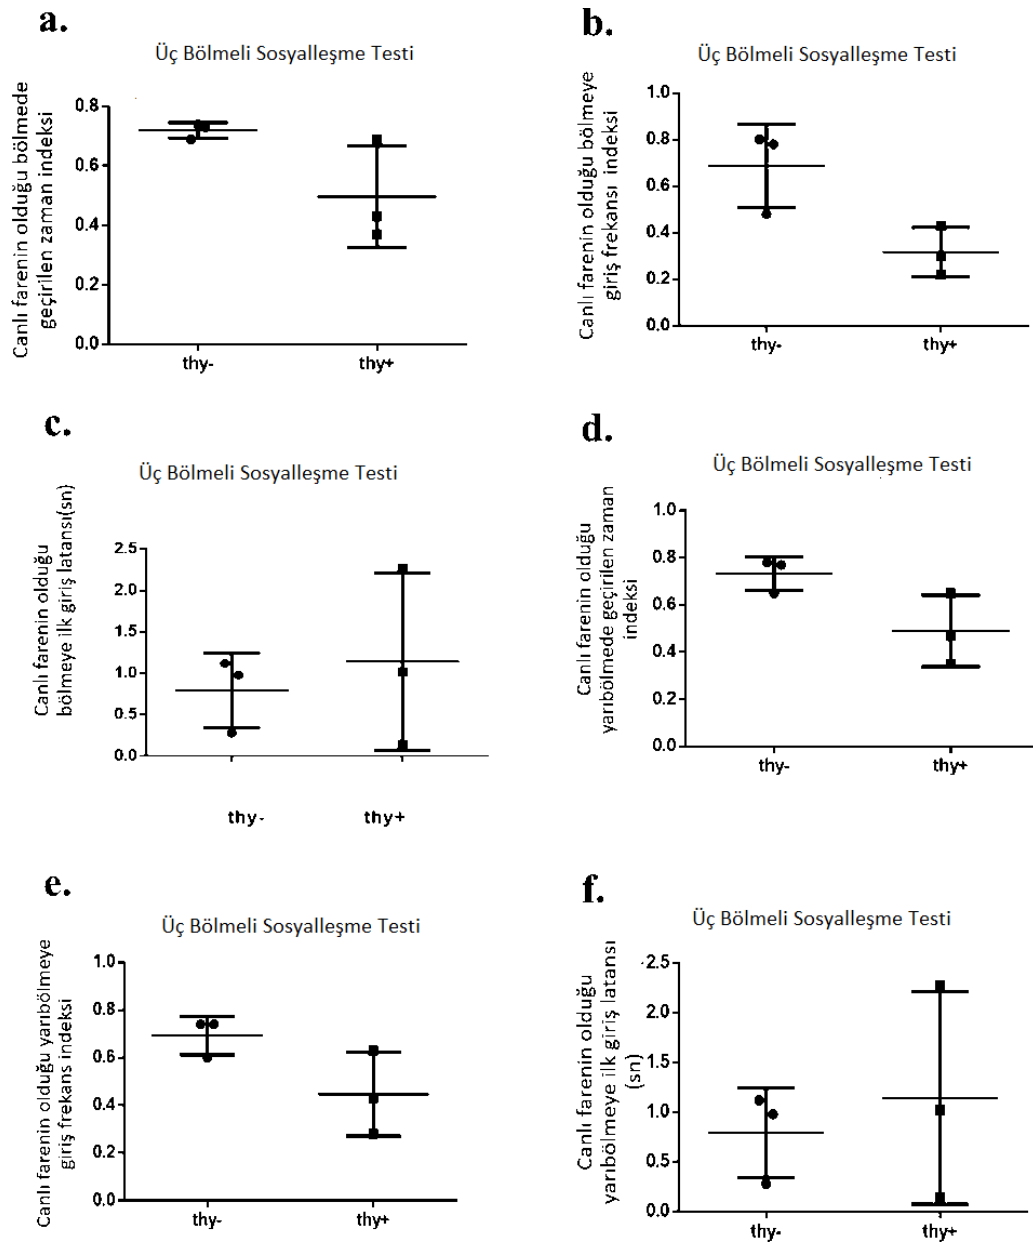 a.
Üç Bölmeli Sosyalleşme Testi
Canlı farenin olduğu bölmede
geçirilen zaman indeksi
0.8
0.6
0.4
0.2
0.0
thy-
thy+
b.
Üç Bölmeli Sosyalleşme Testi
Canlı farenin olduğu bölmeye
giriş frekansı indeksi
1.0
0.8
0.6
0.4
0.2
0.0
thy-
thy+
c.
Üç Bölmeli Sosyalleşme Testi
Canlı farenin olduğu
bölmeye ilk giriş latansı(sn)
2.5
2.0
1.5
1.0
0.5
0.0
thy-
thy+
d.
Üç Bölmeli Sosyalleşme Testi
Canlı farenin olduğu
yarıbölmede geçirilen zaman
indeksi
1.0
0.8
0.6
0.4
0.2
0.0
thy-
thy+
e.
Üç Bölmeli Sosyalleşme Testi
Canlı farenin olduğu yarıbölmeye
giriş frekans indeksi
1.0
0.8
0.6
0.4
0.2
0.0
thy-
thy+
f.
Üç Bölmeli Sosyalleşme Testi
Canlı farenin olduğu
yarıbölmeye ilk giriş latansı
(sn)
2.5
2.0
1.5
1.0
0.5
0.0
thy-
thy+